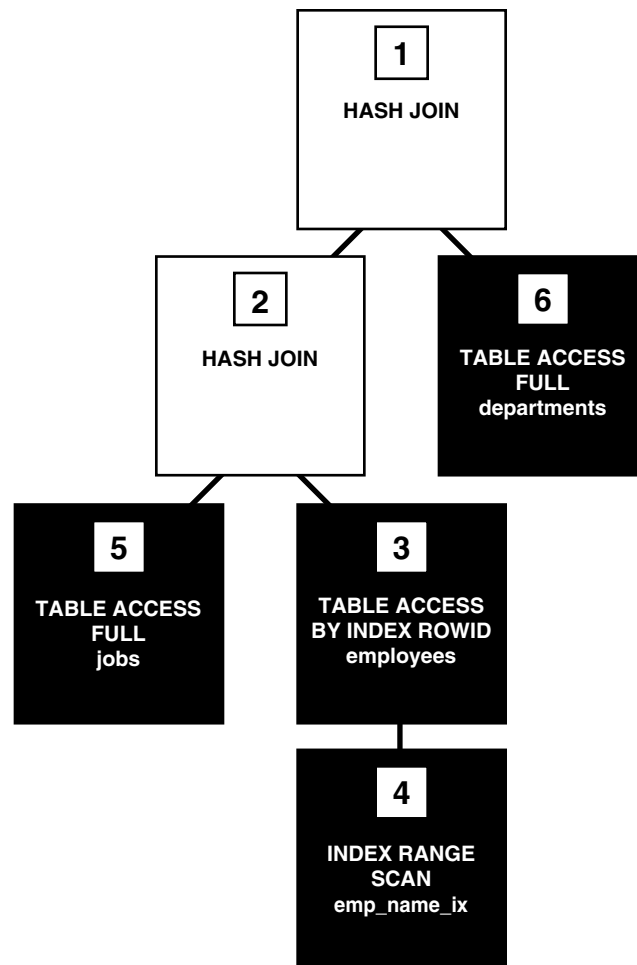 1
HASH JOIN
2
HASH JOIN
6
TABLE ACCESS
FULL
departments
5
TABLE ACCESS
FULL
jobs
3
TABLE ACCESS
BY INDEX ROWID
employees
4
INDEX RANGE
SCAN
emp_name_ix